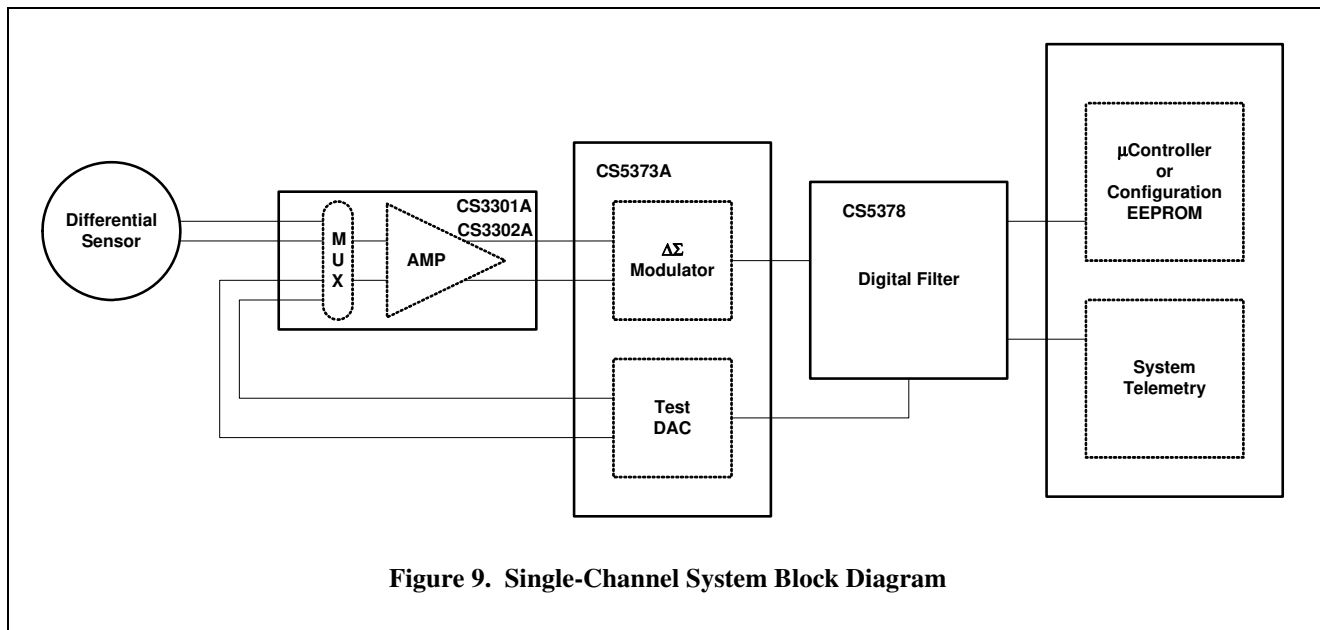 Differential
Sensor
M
U
X
AMP
CS3301A
CS3302A
CS5373A
ΔΣ
Modulator
Test
DAC
CS5378
Digital Filter
µController
or
Configuration
EEPROM
System
Telemetry
Figure 9. Single-Channel System Block Diagram